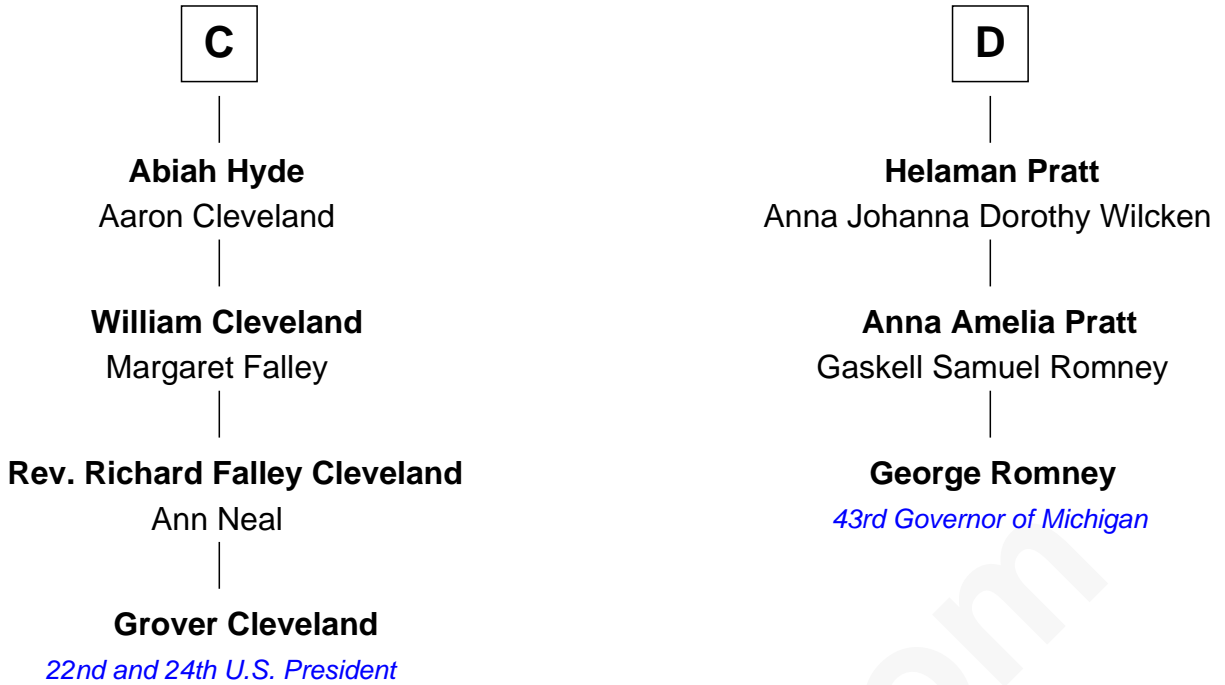 C
Abiah Hyde
Aaron Cleveland
William Cleveland
Margaret Falley
Rev. Richard Falley Cleveland
Ann Neal
Grover Cleveland
22nd and 24th U.S. President
D
Helaman Pratt
Anna Johanna Dorothy Wilcken
Anna Amelia Pratt
Gaskell Samuel Romney
George Romney
43rd Governor of Michigan
om